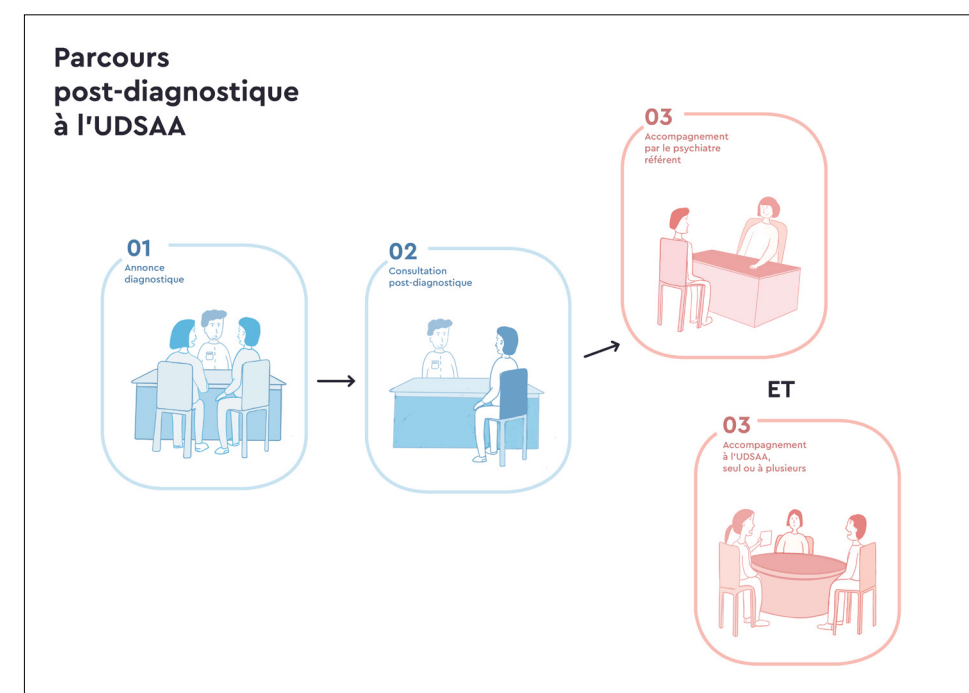 Parcours
post-diagnostique
à l'UDSAA
01
Annonce
diagnostique
02
Consultation
post-diagnostique
03
Accompagnement
par le psychiatre
référent
ET
03
Accompagnement
à l'UDSAA,
seul ou à plusieurs